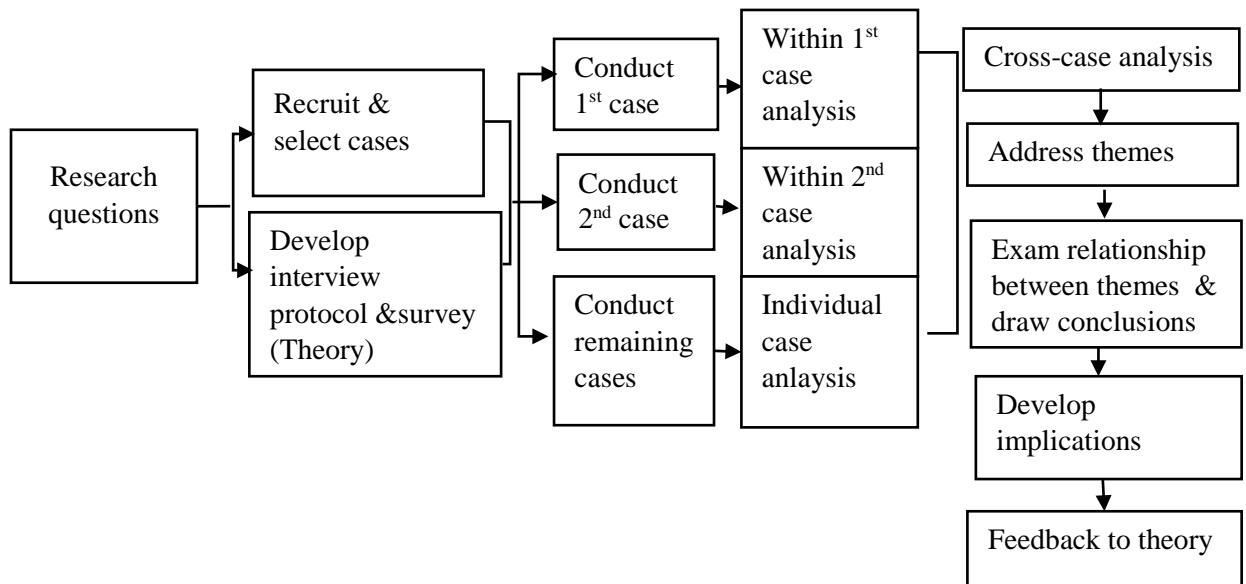 Research
questions
Recruit &
select cases
Develop
interview
protocol &survey
(Theory)
Conduct
1st case
Conduct
2nd case
Conduct
remaining
cases
Within 1st
case
analysis
Within 2nd
case
analysis
Individual
case
anlaysis
Cross-case analysis
Address themes
Exam relationship
between themes &
draw conclusions
Develop
implications
Feedback to theory